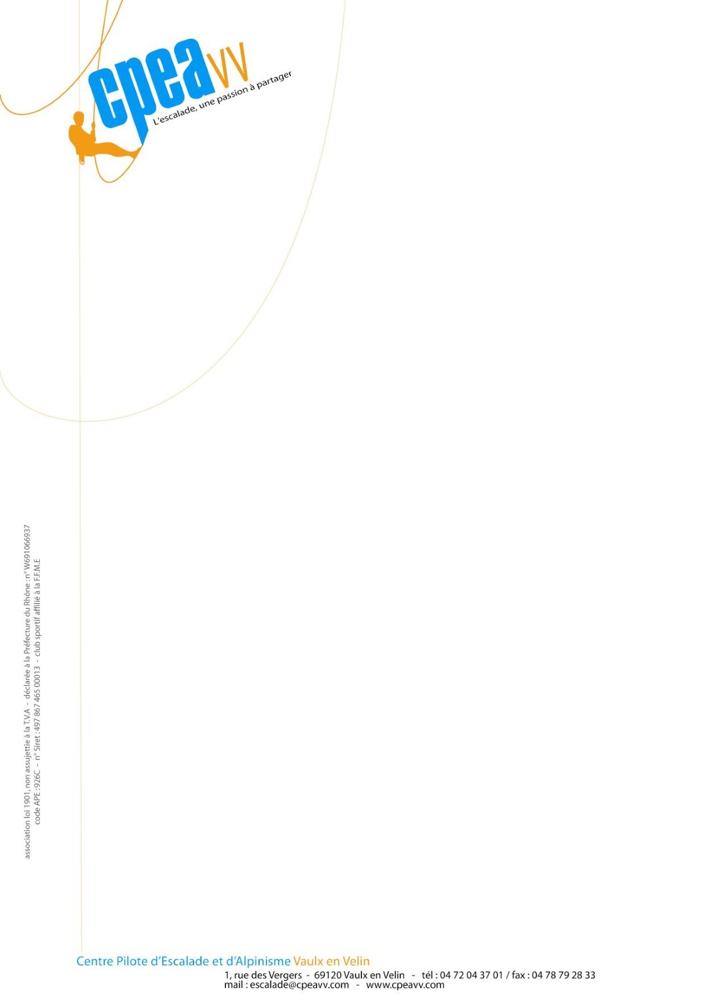 cpeavv
L'escalade, une passion à partager
association loi 1901, non assujettie à la T.V.A - déclarée à la Préfecture du Rhône : n° W691066937
code APE : 926C - n° Siret : 497 867 465 00013 - club sportif affilié à la F.F.M.E
Centre Pilote d'Escalade et d'Alpinisme Vaulx en Velin
1, rue des Vergers - 69120 Vaulx en Velin - tél : 04 72 04 37 01 / fax : 04 78 79 28 33
mail : escalade@cpeavv.com - www.cpeavv.com